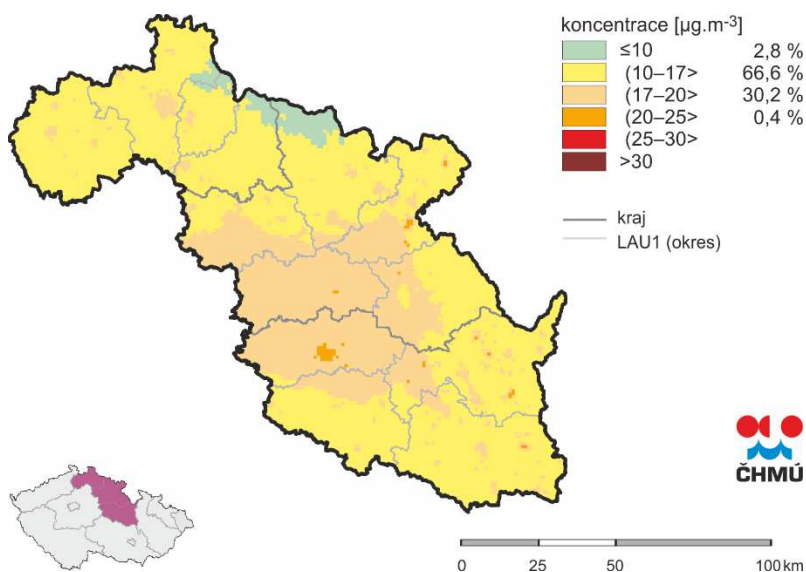 koncentrace [µg.m-3]
≤10 2,8 %
(10–17> 66,6 %
(17–20> 30,2 %
(20–25> 0,4 %
(25–30>
>30
kraj
LAU1 (okres)
ČHMÚ
0 25 50 100 km